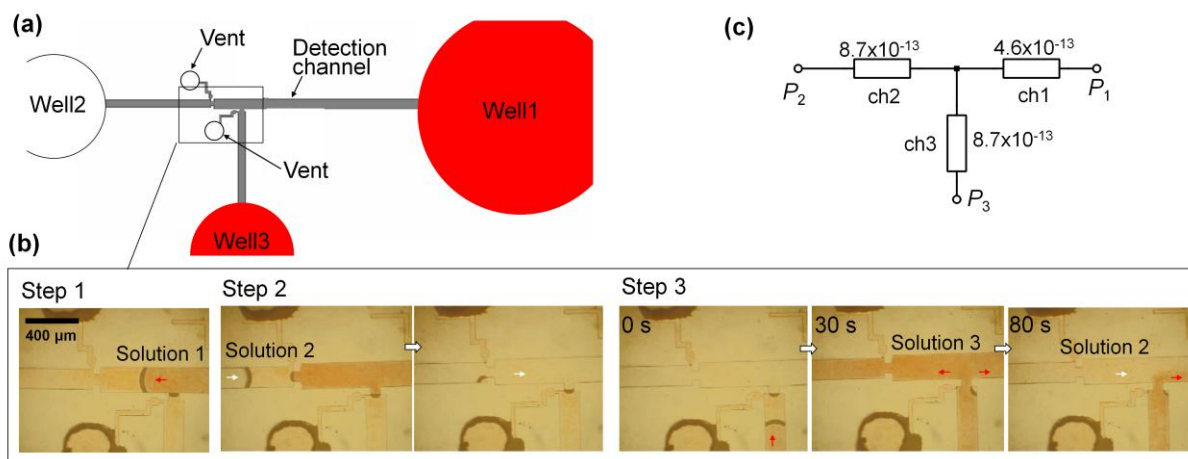 (a)
Vent
Detection
channel
Well2
Well1
Vent
Well3
(c)
8.7x10⁻¹³
4.6x10⁻¹³
P₂
ch2
ch1
P₁
ch3
8.7x10⁻¹³
P₃
(b)
Step 1
400 µm
Solution 1
Step 2
Solution 2
Step 3
0 s
30 s
Solution 3
80 s
Solution 2